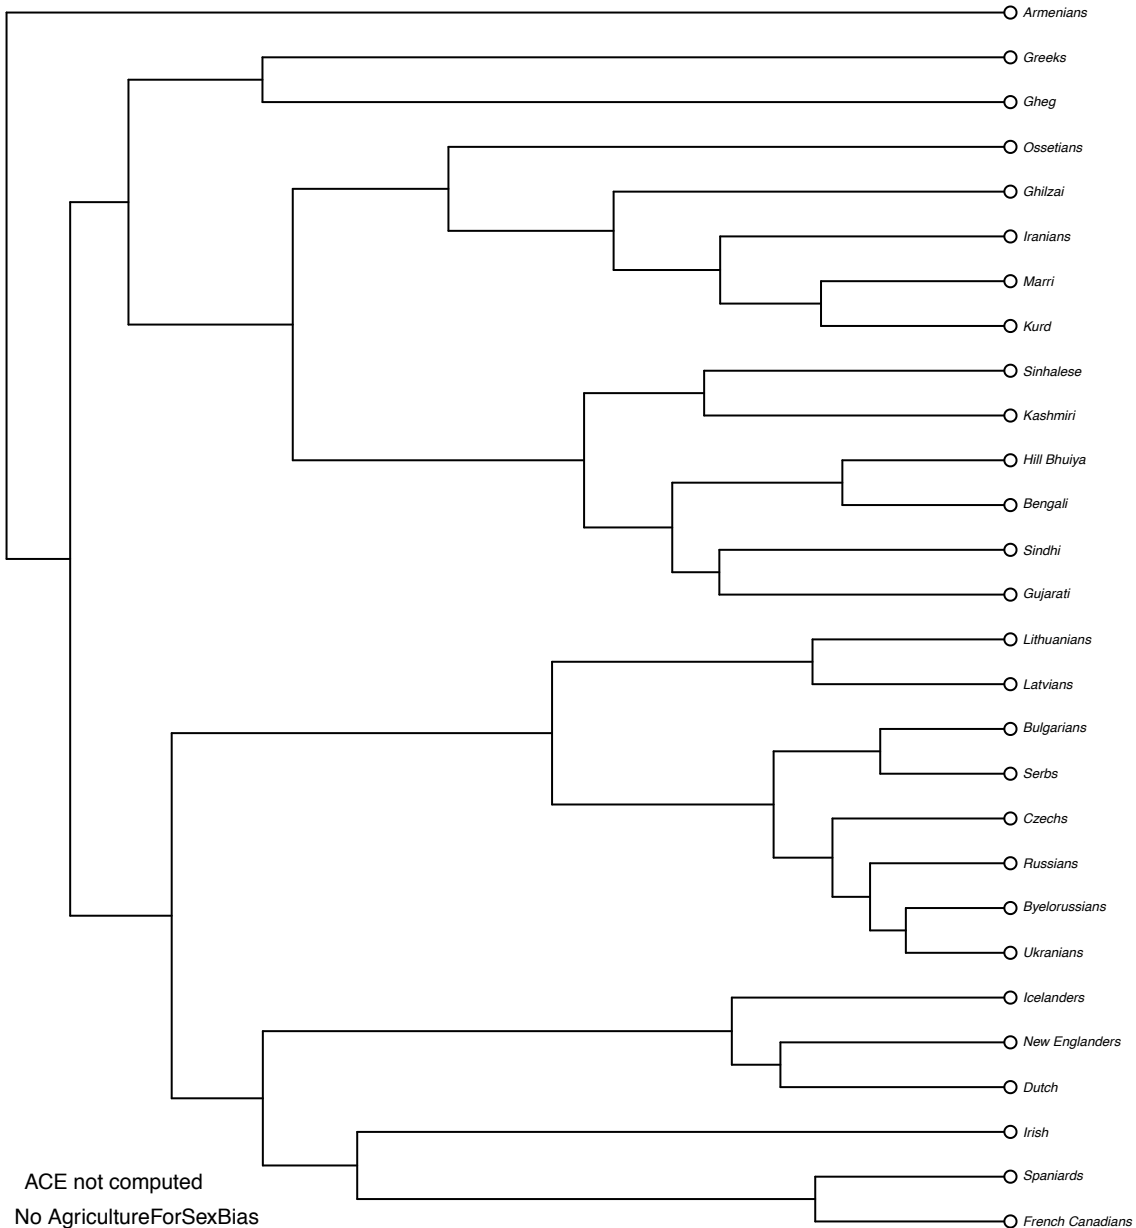 Armenians
Greeks
Gheg
Ossetians
Ghilzai
Iranians
Marri
Kurd
Sinhalese
Kashmiri
Hill Bhuiya
Bengali
Sindhi
Gujarati
Lithuanians
Latvians
Bulgarians
Serbs
Czechs
Russians
Byelorussians
Ukranians
Icelanders
New Englanders
Dutch
Irish
Spaniards
French Canadians
ACE not computed
No AgricultureForSexBias